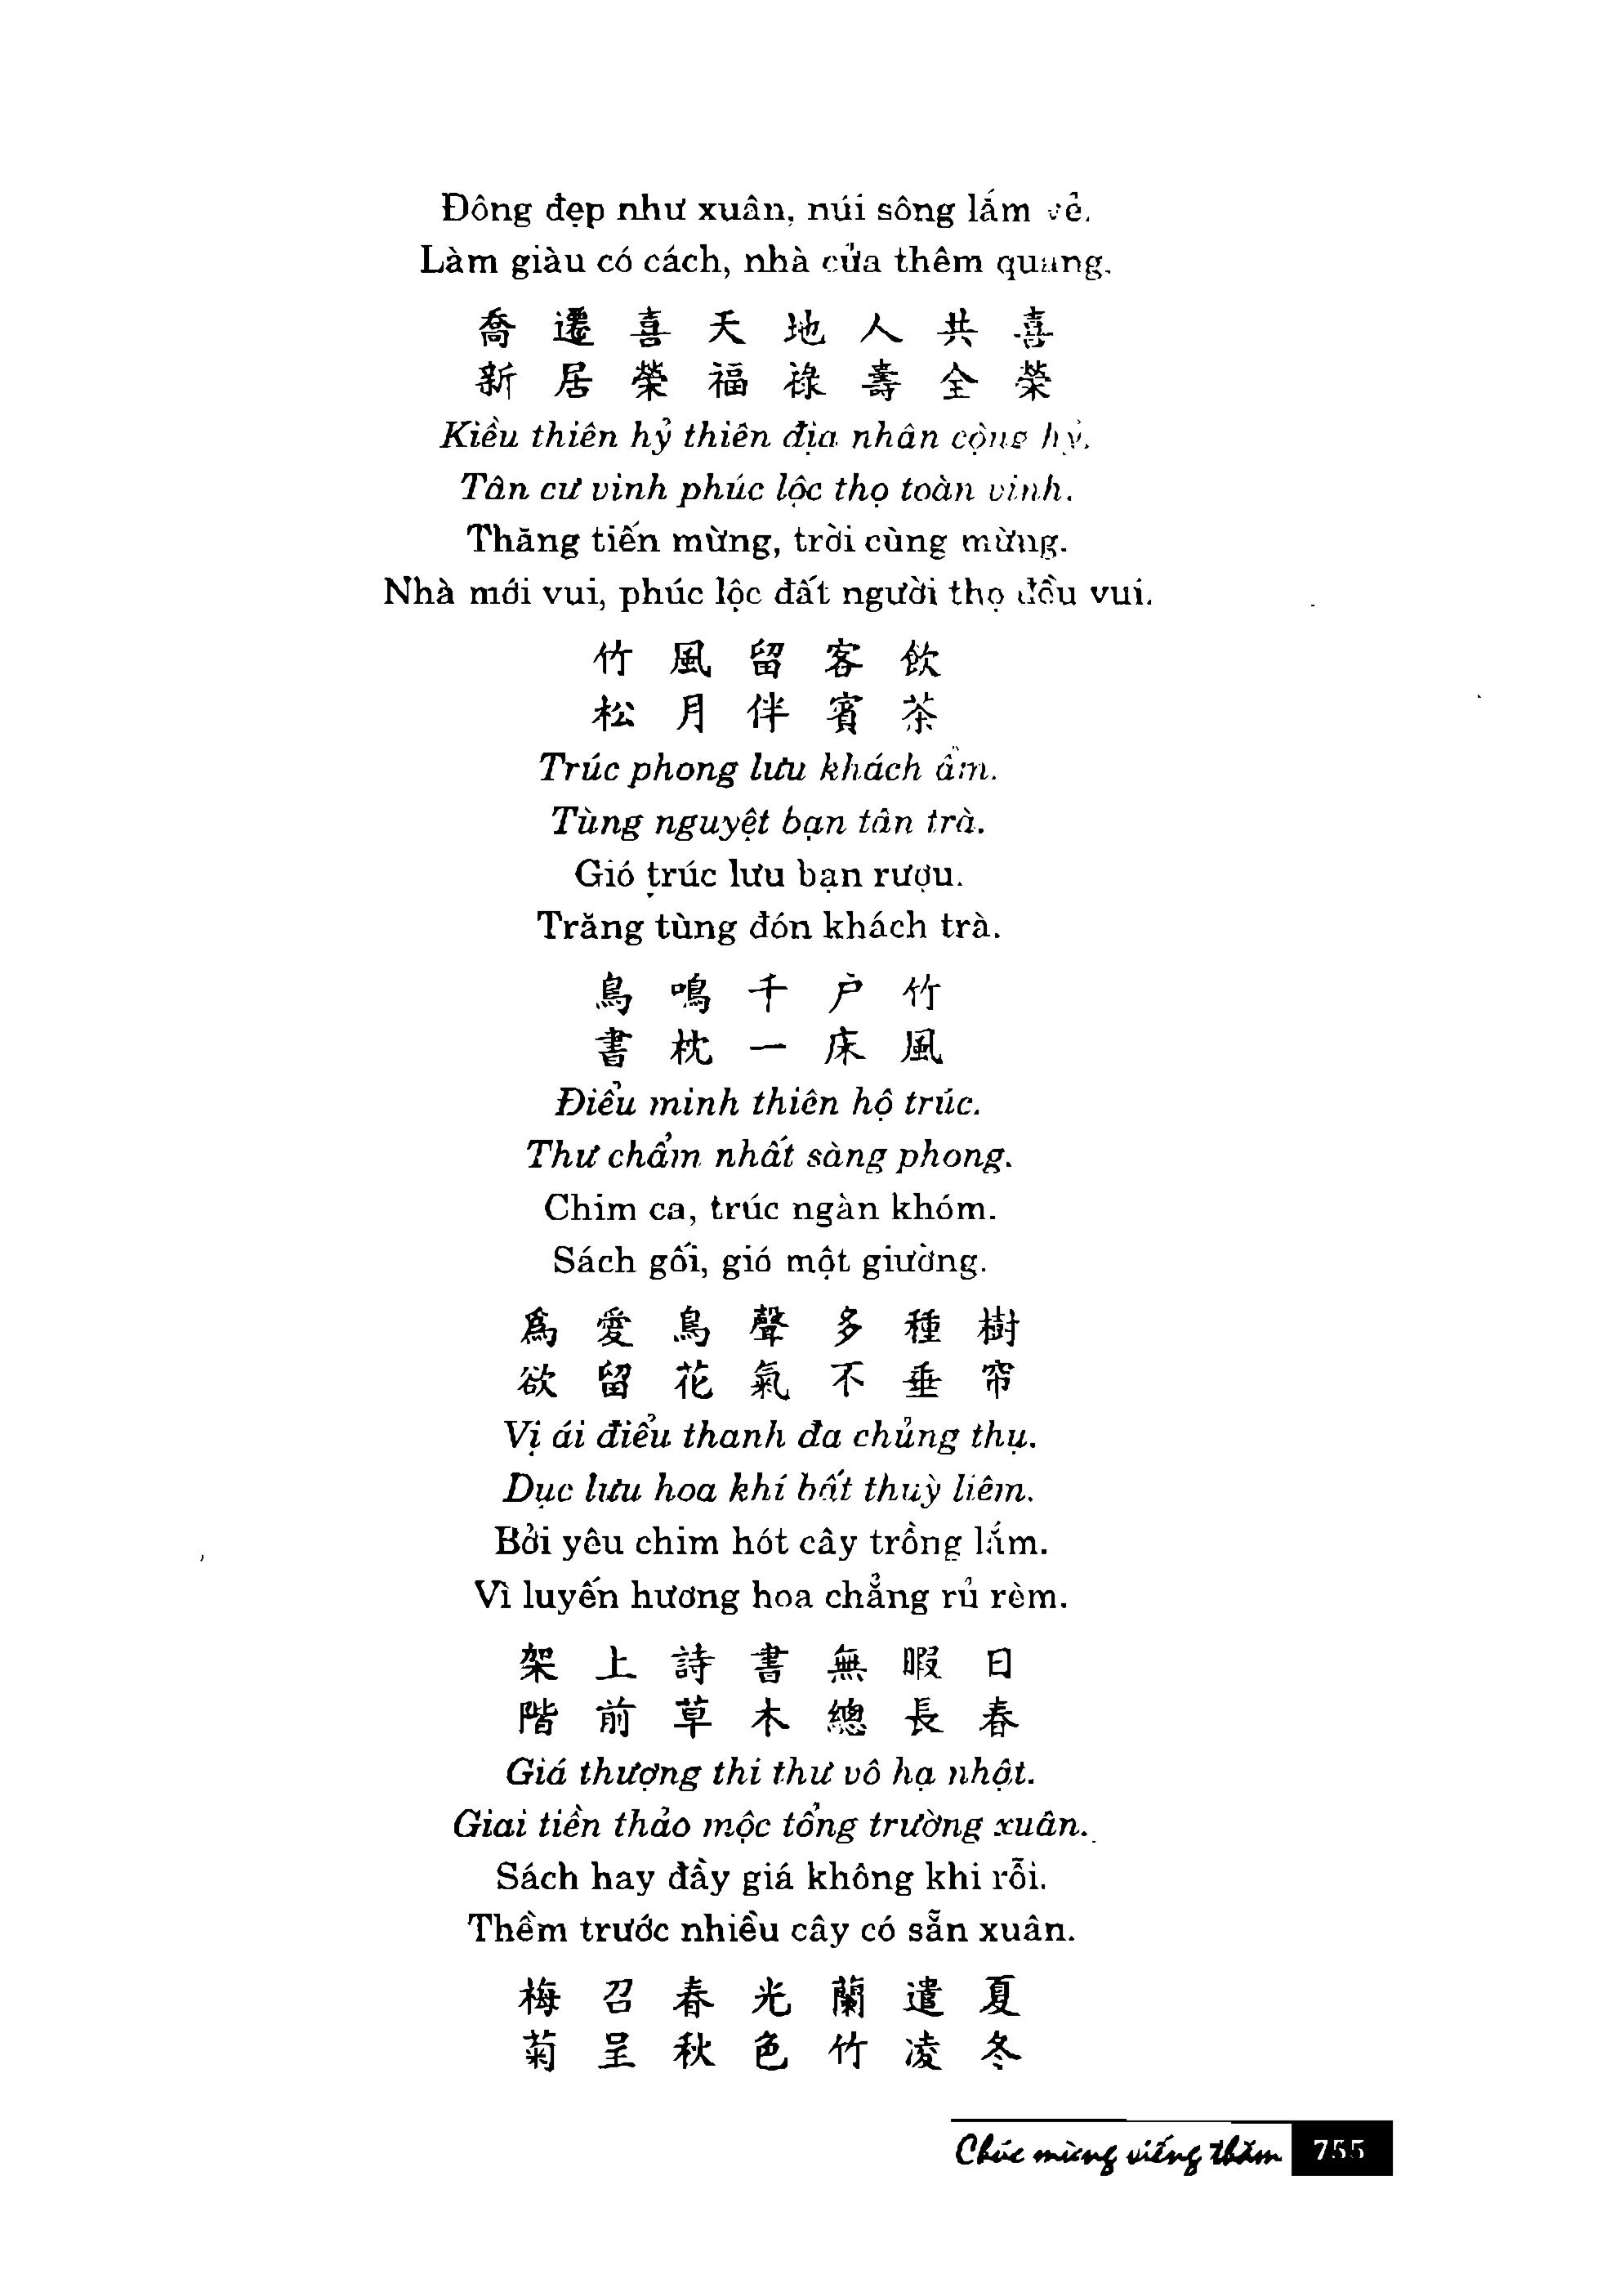 Đông đẹp như xuân, núi sông lắm vẻ.
Làm giàu có cách, nhà cửa thêm quang.
喬 遷 喜 天 地 人 共 喜
新 居 榮 福 祿 壽 全 榮
Kiều thiên hỷ thiên địa nhân cộng hỷ.
Tân cư vinh phúc lộc thọ toàn vinh.
Thăng tiến mừng, trời cùng mừng.
Nhà mới vui, phúc lộc đất người thọ đều vui.
竹 風 留 客 飲
松 月 伴 賓 茶
Trúc phong lưu khách ẩm.
Tùng nguyệt bạn tân trà.
Gió trúc lưu bạn rượu.
Trăng tùng đón khách trà.
鳥 鳴 千 户 竹
書 枕 一 床 風
Điểu minh thiên hộ trúc.
Thư chẩm nhất sàng phong.
Chim ca, trúc ngàn khóm.
Sách gối, gió một giường.
爲 愛 鳥 聲 多 種 樹
欲 留 花 氣 不 垂 帘
Vị ái điểu thanh đa chủng thụ.
Dục lưu hoa khí bất thuỳ liêm.
Bởi yêu chim hót cây trồng lắm.
Vì luyến hương hoa chẳng rủ rèm.
架 上 詩 書 無 暇 日
階 前 草 木 總 長 春
Giá thượng thi thư vô hạ nhật.
Giai tiền thảo mộc tổng trường xuân.
Sách hay đầy giá không khi rỗi.
Thềm trước nhiều cây có sẵn xuân.
梅 召 春 光 蘭 遣 夏
菊 呈 秋 色 竹 凌 冬
Chúc mừng viếng thăm 755